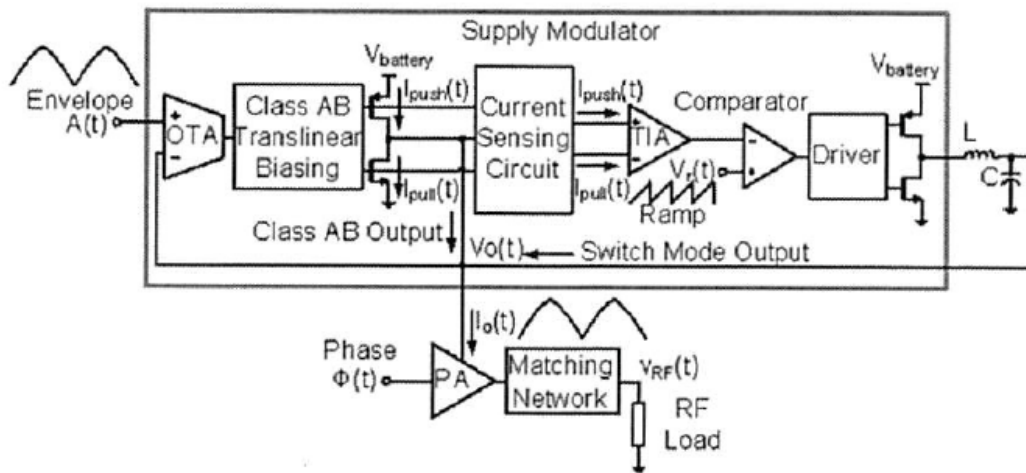 Supply Modulator
Envelope
A(t)
+
OTA
-
Class AB
Translinear
Biasing
Vbattery
Ipush(t)
Ipull(t)
Current
Sensing
Circuit
Ipush(t)
+
TIA
-
Ipull(t)
Comparator
-
+
Vr(t)
Ramp
Driver
Vbattery
L
C
Class AB Output
Vo(t)
Switch Mode Output
Io(t)
Phase
Φ(t)
PA
Matching
Network
vRF(t)
RF
Load